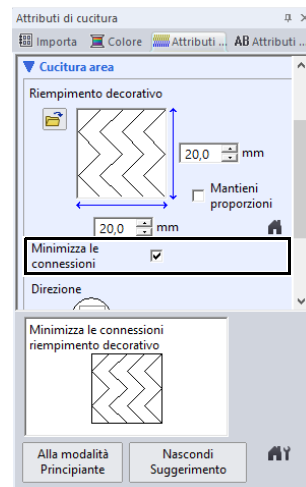 Attributi di cucitura
Importa Colore Attributi ... AB Attributi ...
Cucitura area
Riempimento decorativo
20,0 mm
Mantieni
proporzioni
20,0 mm
Minimizza le
connessioni
Direzione
Minimizza le connessioni
riempimento decorativo
Alla modalità
Principiante
Nascondi
Suggerimento